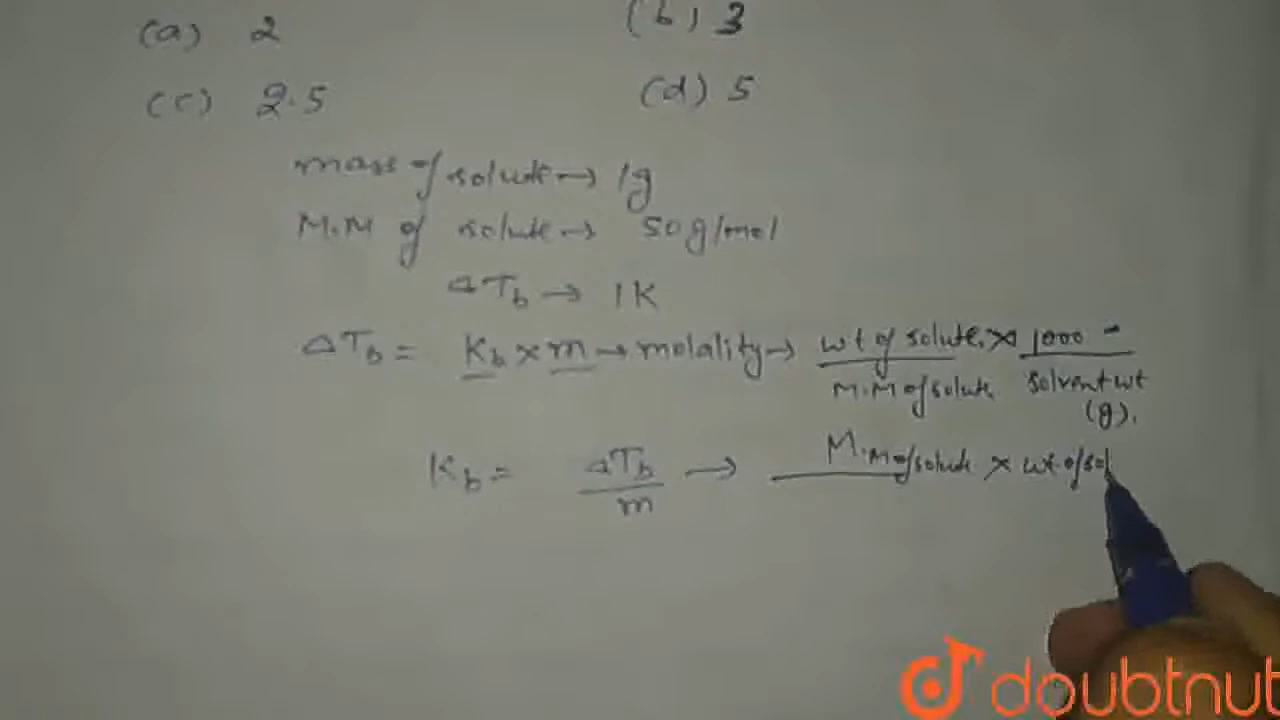 (a) 2 (b) 3
(c) 2.5 (d) 5
mass of solute → 1g
M.M of solute → 50g/mol
ΔTb → 1K
ΔTb = Kb × m → molality → wt of solute × 1000
M.M of solute solvent wt
(g).
Kb = ΔTb → M.M of solute × wt. of sol
m
doubtnut